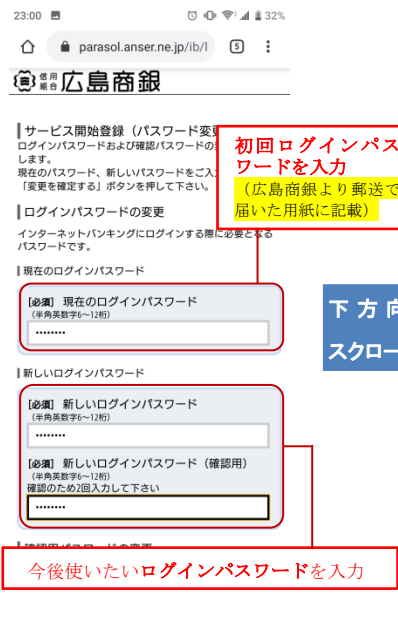 23:00
32%
parasol.anser.ne.jp/ib/l
5
信用組合 広島商銀
サービス開始登録（パスワード変
ログインパスワードおよび確認パスワードの
します。
現在のパスワード、新しいパスワードをご入
「変更を確定する」ボタンを押して下さい。
初回ログインパス
ワードを入力
（広島商銀より郵送で
届いた用紙に記載）
ログインパスワードの変更
インターネットバンキングにログインする際に必要となる
パスワードです。
現在のログインパスワード
[必須] 現在のログインパスワード
（半角英数字6～12桁）
••••••••
下方向
スクロー
新しいログインパスワード
[必須] 新しいログインパスワード
（半角英数字6～12桁）
••••••••
[必須] 新しいログインパスワード（確認用）
（半角英数字6～12桁）
確認のため2回入力して下さい
••••••••
今後使いたいログインパスワードを入力